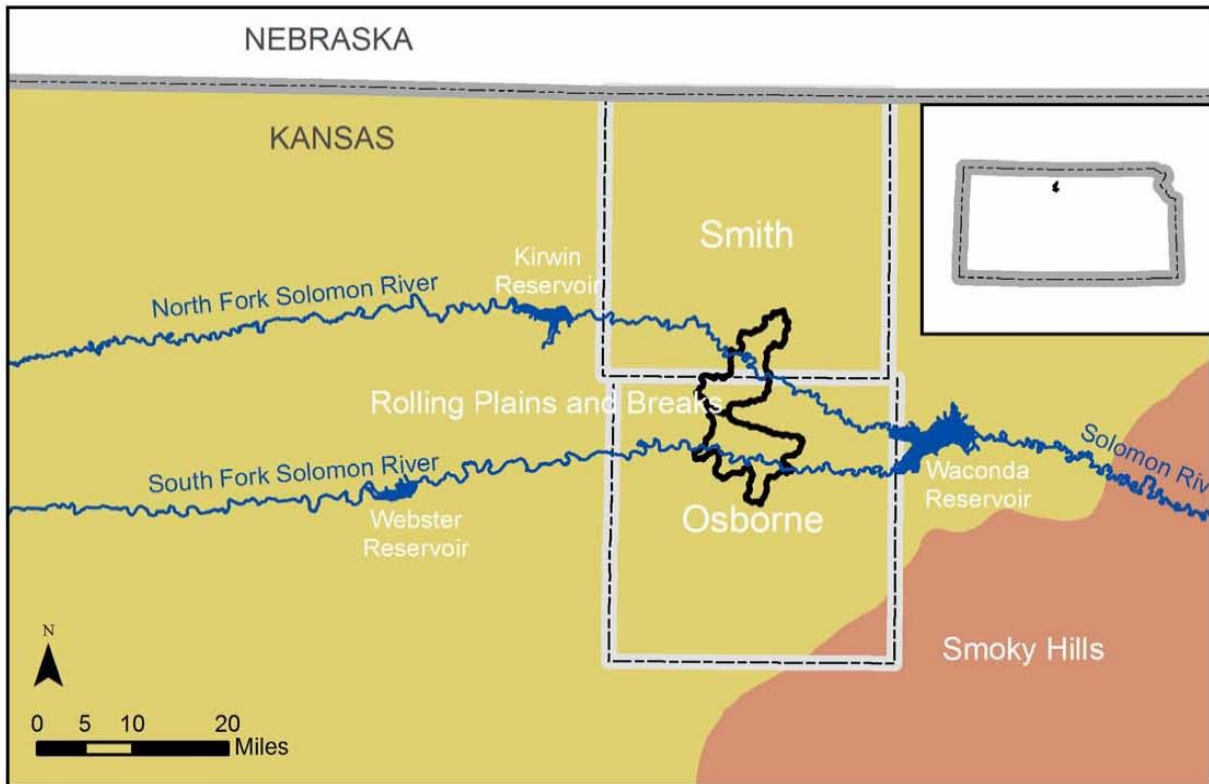 NEBRASKA
KANSAS
Smith
Kirwin
Reservoir
North Fork Solomon River
Rolling Plains and Breaks
South Fork Solomon River
Webster
Reservoir
Osborne
Waconda
Reservoir
Solomon Riv
Smoky Hills
N
0 5 10 20
Miles